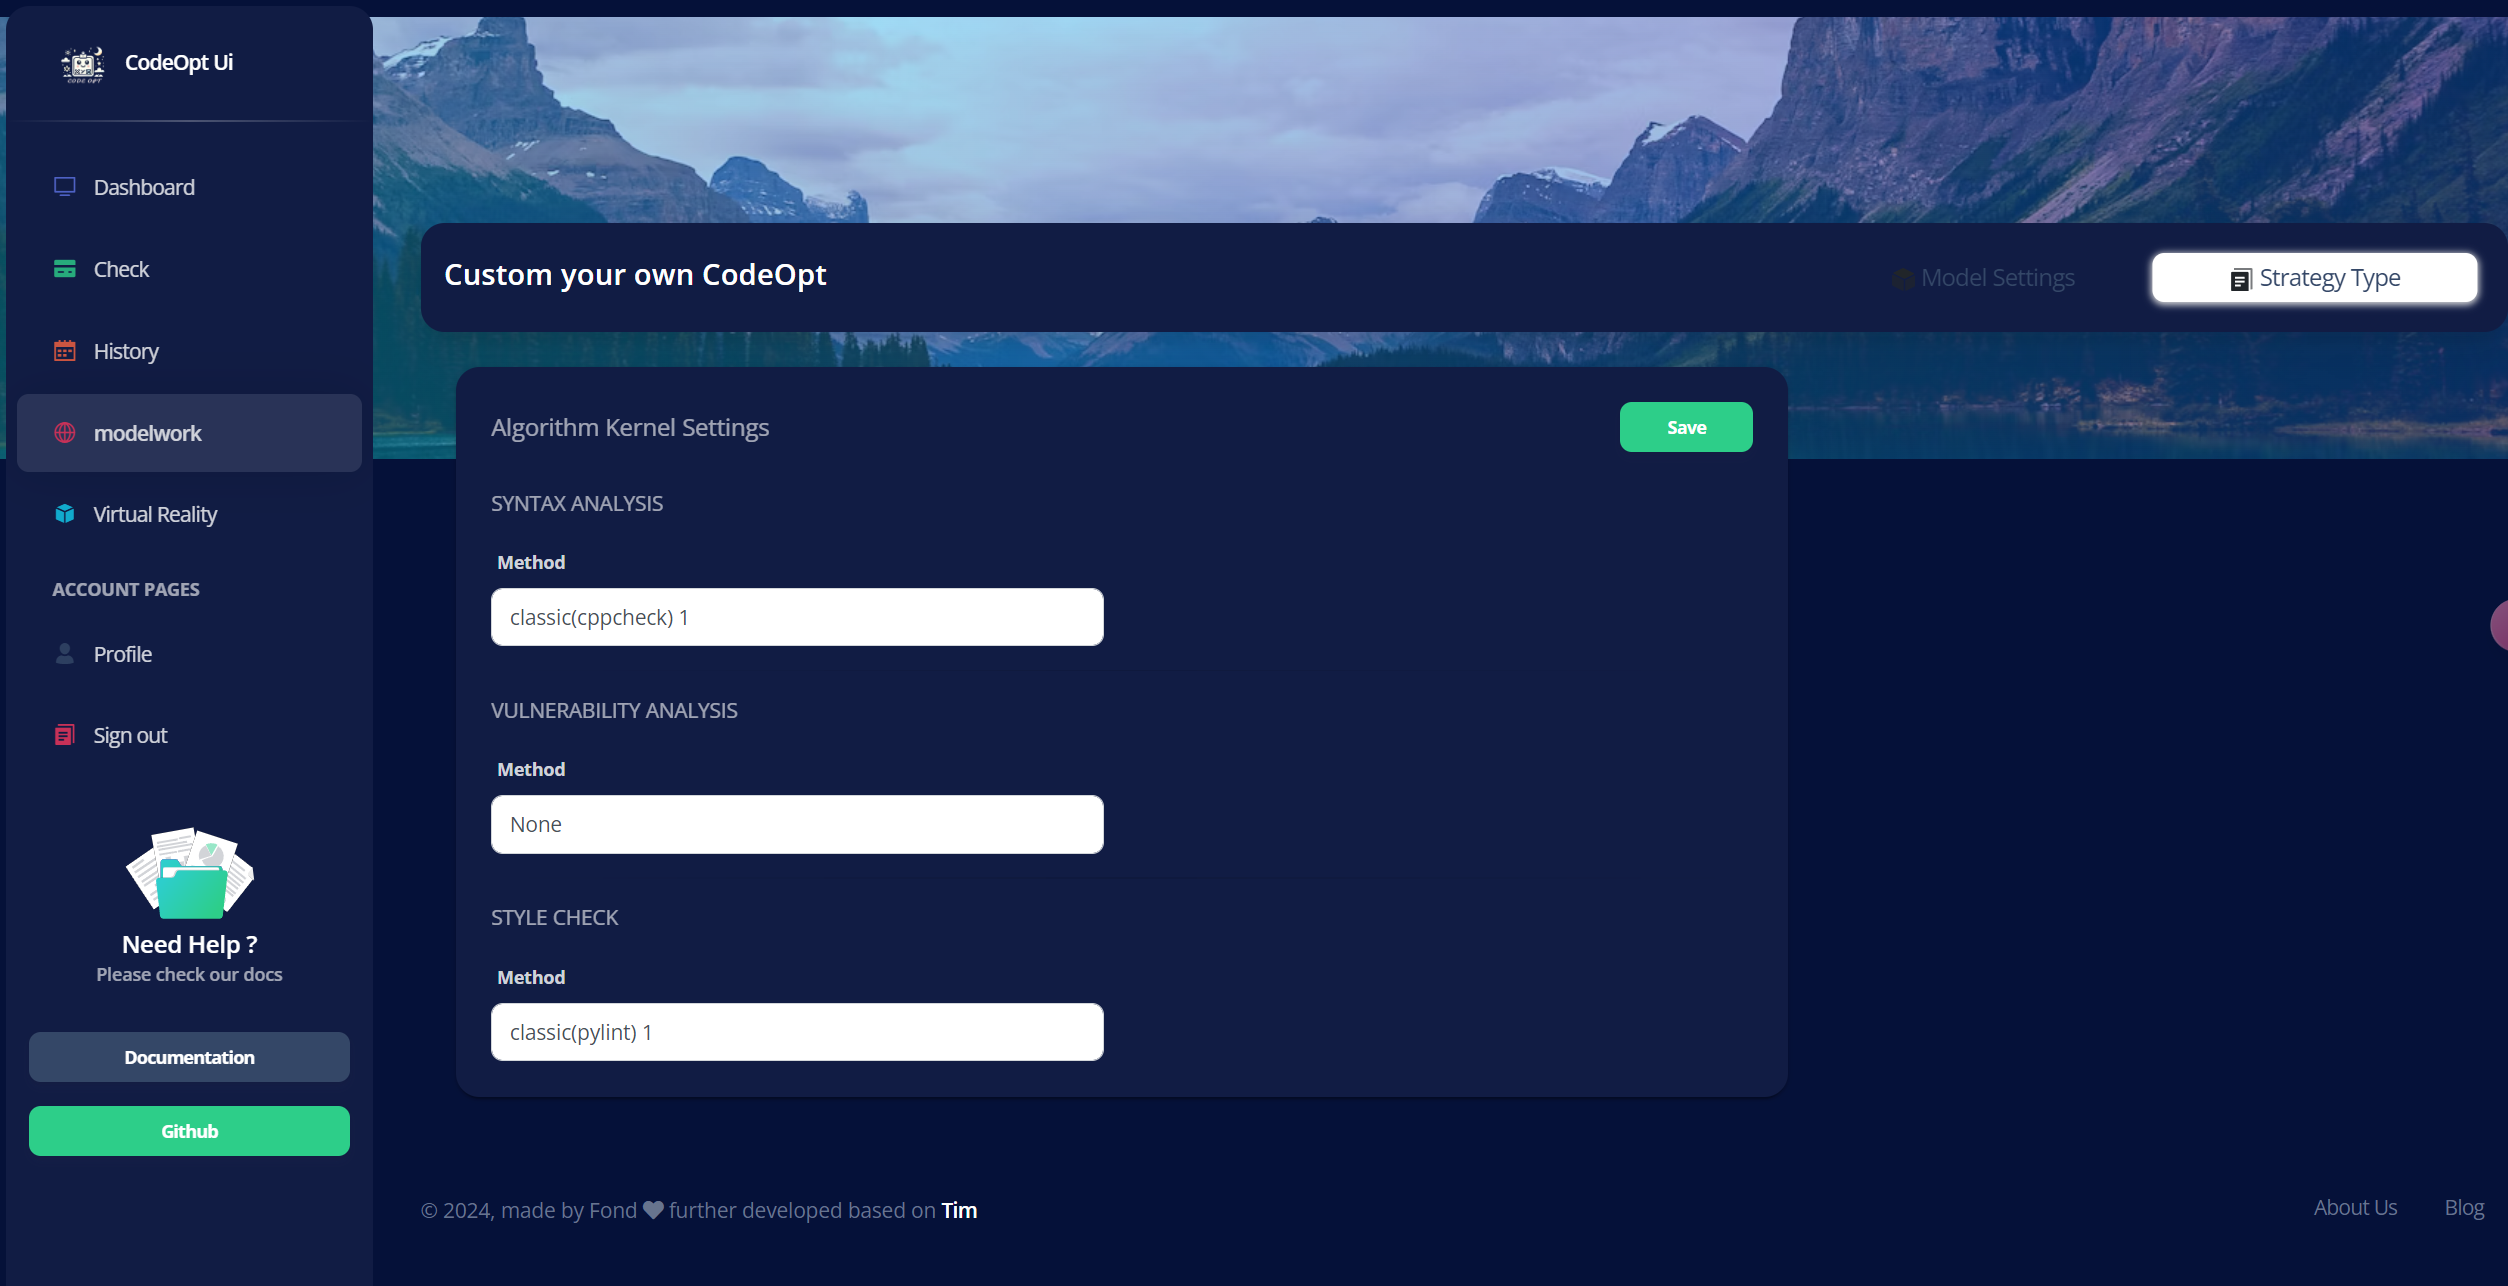 CodeOpt Ui
Dashboard
Check
History
modelwork
Virtual Reality
ACCOUNT PAGES
Profile
Sign out
Need Help ?
Please check our docs
Documentation
Github
Custom your own CodeOpt
Model Settings
Strategy Type
Algorithm Kernel Settings
Save
SYNTAX ANALYSIS
Method
classic(cppcheck) 1
VULNERABILITY ANALYSIS
Method
None
STYLE CHECK
Method
classic(pylint) 1
© 2024, made by Fond ♥ further developed based on Tim
About Us
Blog